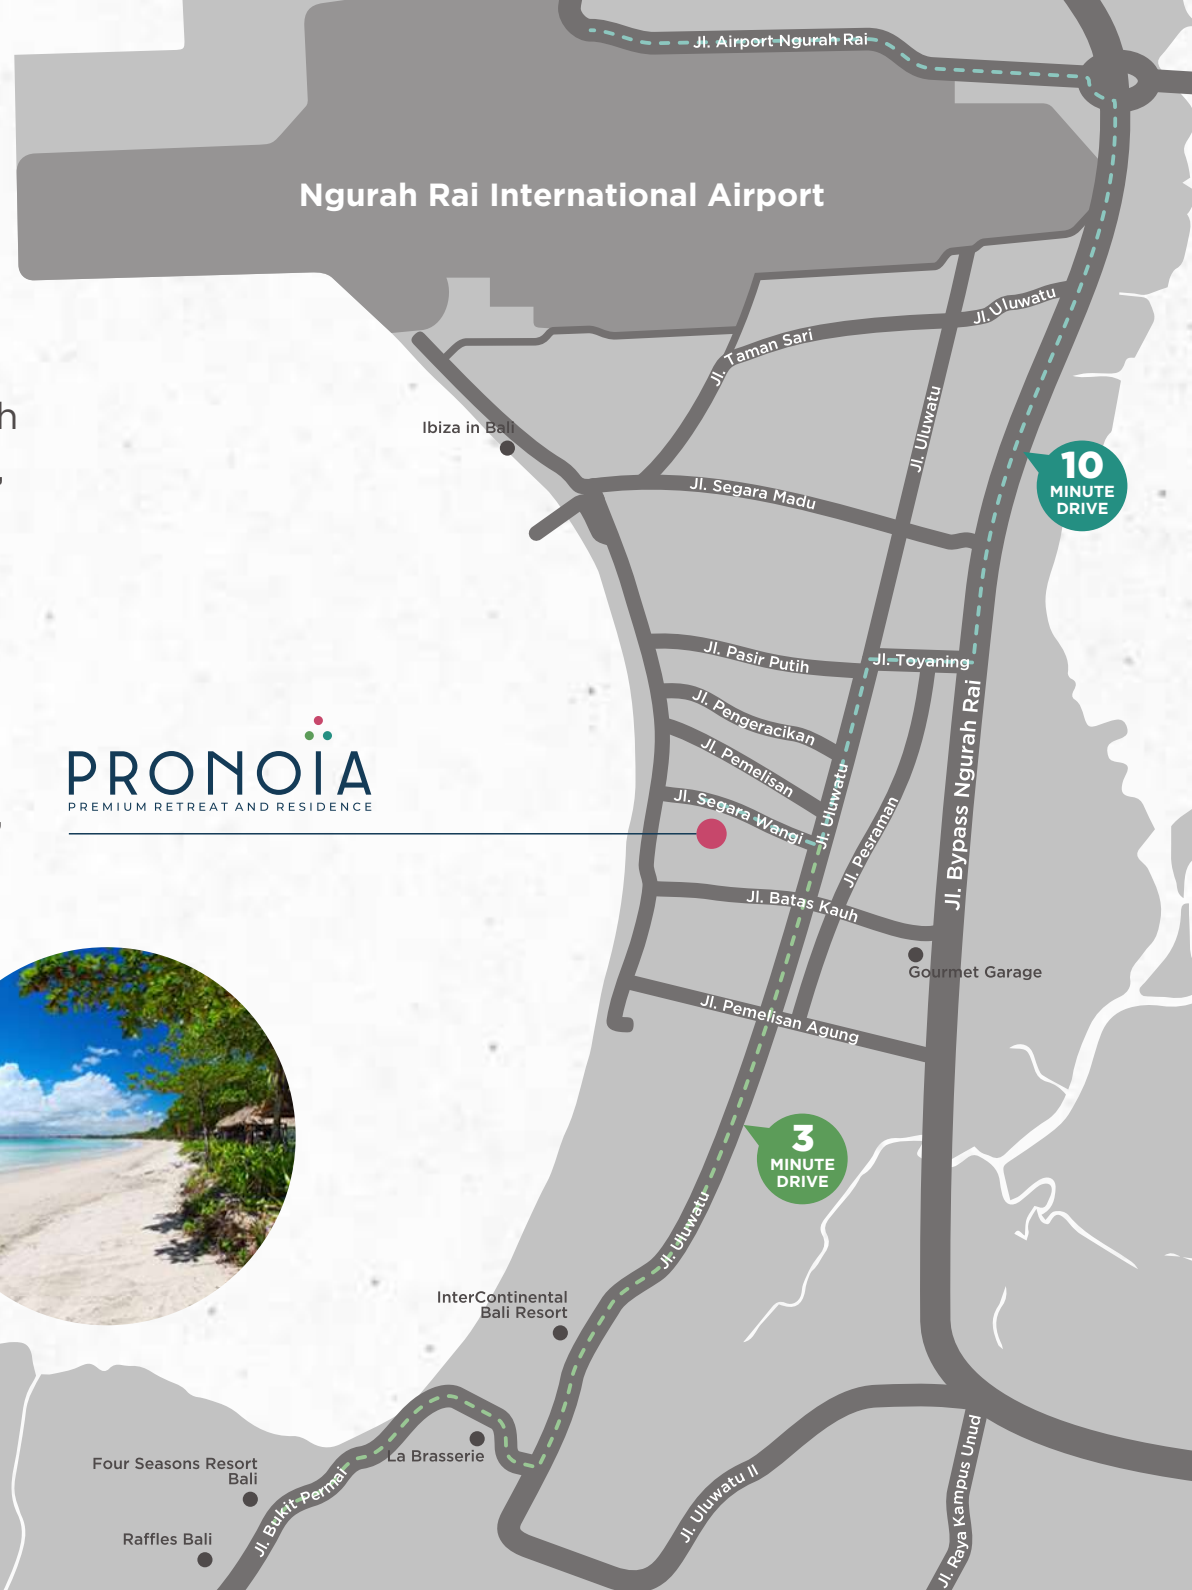 Jl. Airport Ngurah Rai
Ngurah Rai International Airport
Jl. Uluwatu
Jl. Taman Sari
h
Ibiza in Bali
Jl. Uluwatu
10
MINUTE
DRIVE
Jl. Segara Madu
Jl. Pasir Putih
Jl. Toyaning
Jl. Pengeracikan
Jl. Bypass Ngurah Rai
PRONOIA
PREMIUM RETREAT AND RESIDENCE
Jl. Pemelisan
Jl. Uluwatu
Jl. Segara Wangi
Jl. Pesraman
Jl. Batas Kauh
Gourmet Garage
Jl. Pemelisan Agung
3
MINUTE
DRIVE
Jl. Uluwatu
InterContinental
Bali Resort
La Brasserie
Four Seasons Resort
Bali
Jl. Bukit Permai
Raffles Bali
Jl. Uluwatu II
Jl. Raya Kampus Unud